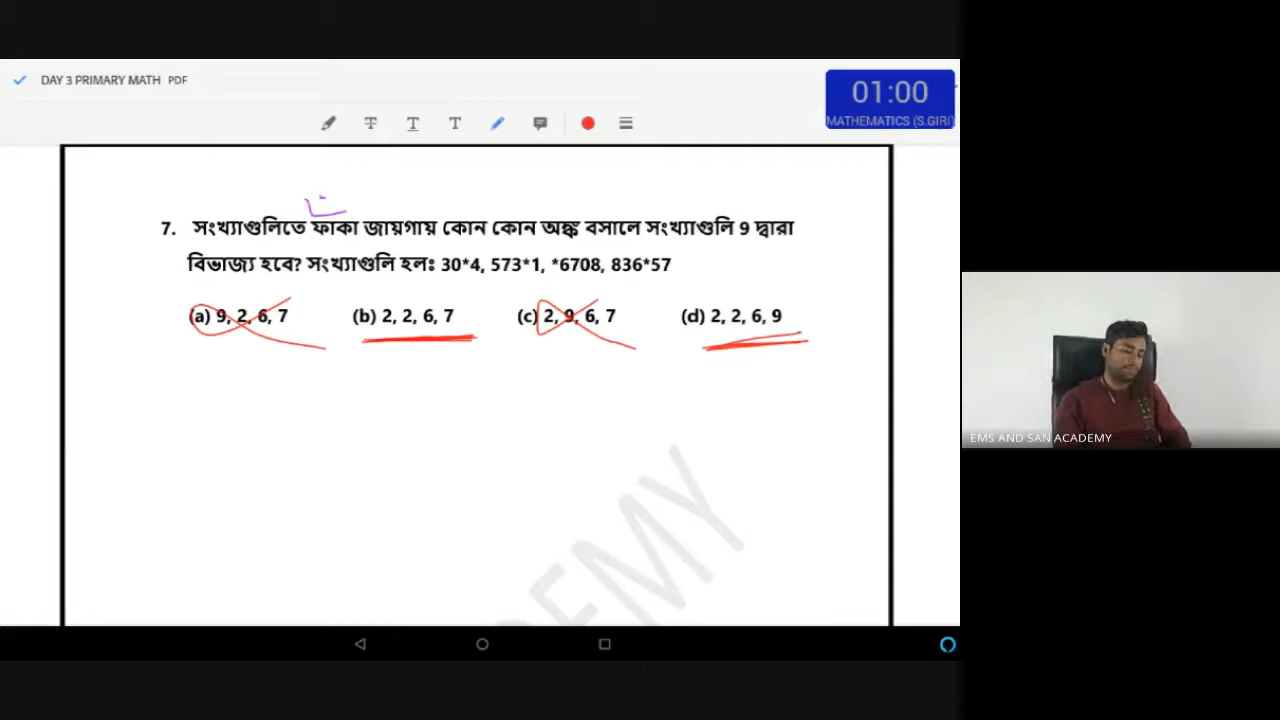 DAY 3 PRIMARY MATH PDF
01:00
MATHEMATICS (S.GIRI)
7. সংখ্যাগুলিতে ফাকা জায়গায় কোন কোন অঙ্ক বসালে সংখ্যাগুলি 9 দ্বারা
বিভাজ্য হবে? সংখ্যাগুলি হলঃ 30*4, 573*1, *6708, 836*57
(a) 9, 2, 6, 7 (b) 2, 2, 6, 7 (c) 2, 9, 6, 7 (d) 2, 2, 6, 9
EMS AND SAN ACADEMY
DEMY